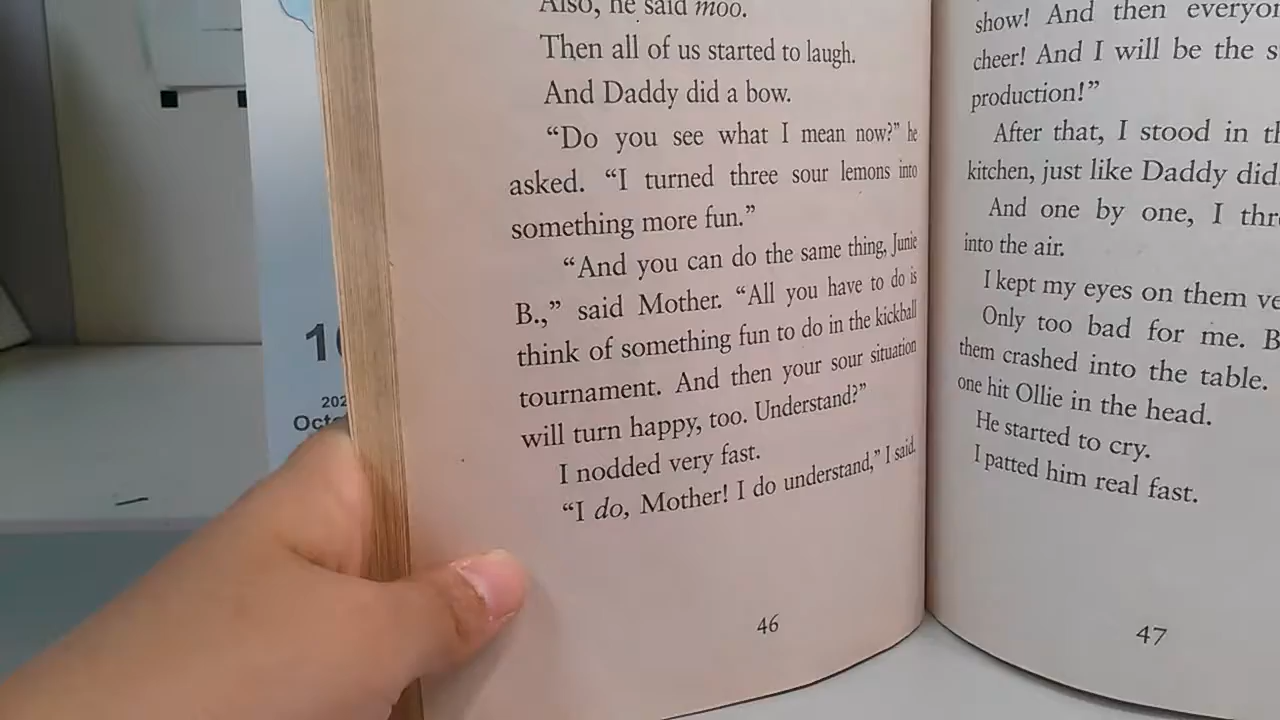 Also, he said moo.
Then all of us started to laugh.
And Daddy did a bow.
“Do you see what I mean now?” he
asked. “I turned three sour lemons into
something more fun.”
“And you can do the same thing, Junie
B.,” said Mother. “All you have to do is
think of something fun to do in the kickball
tournament. And then your sour situation
will turn happy, too. Understand?”
I nodded very fast.
“I do, Mother! I do understand,” I said.
46
show! And then
cheer! And I will be the
production!”
After that, I stood in
kitchen, just like Daddy did
And one by one, I
into the air.
I kept my eyes on them
Only too bad for me.
them crashed into the table.
one hit Ollie in the head.
He started to cry.
I patted him real fast.
47